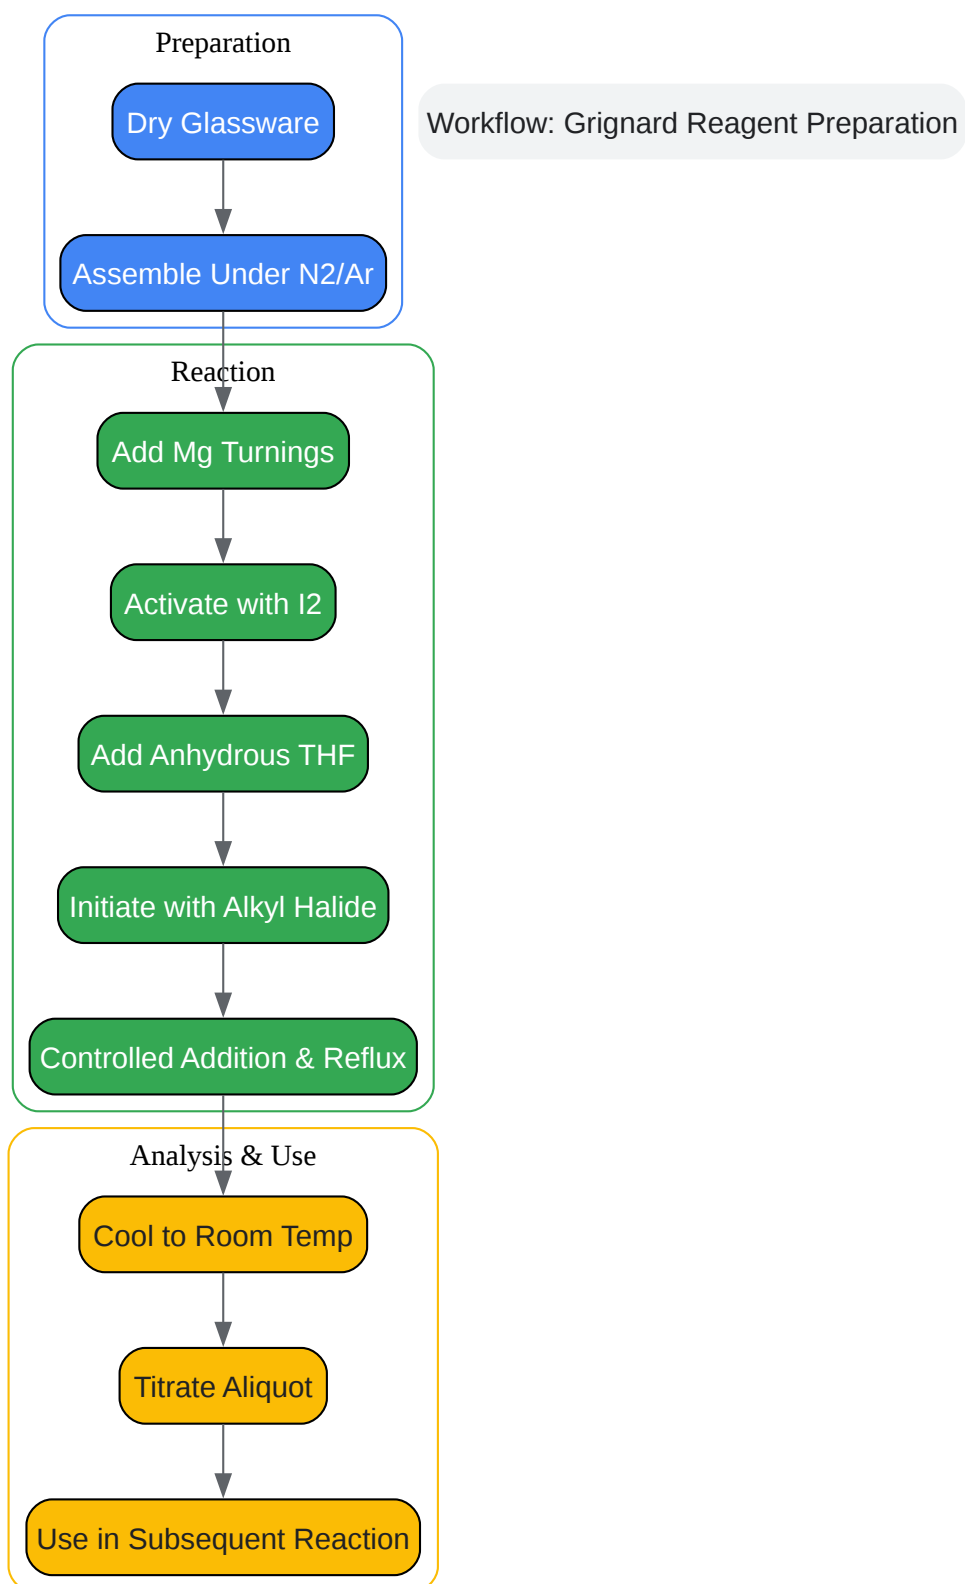 Preparation
Dry Glassware
Workflow: Grignard Reagent Preparation
Assemble Under N2/Ar
Reaction
Add Mg Turnings
Activate with I2
Add Anhydrous THF
Initiate with Alkyl Halide
Controlled Addition & Reflux
Analysis & Use
Cool to Room Temp
Titrate Aliquot
Use in Subsequent Reaction